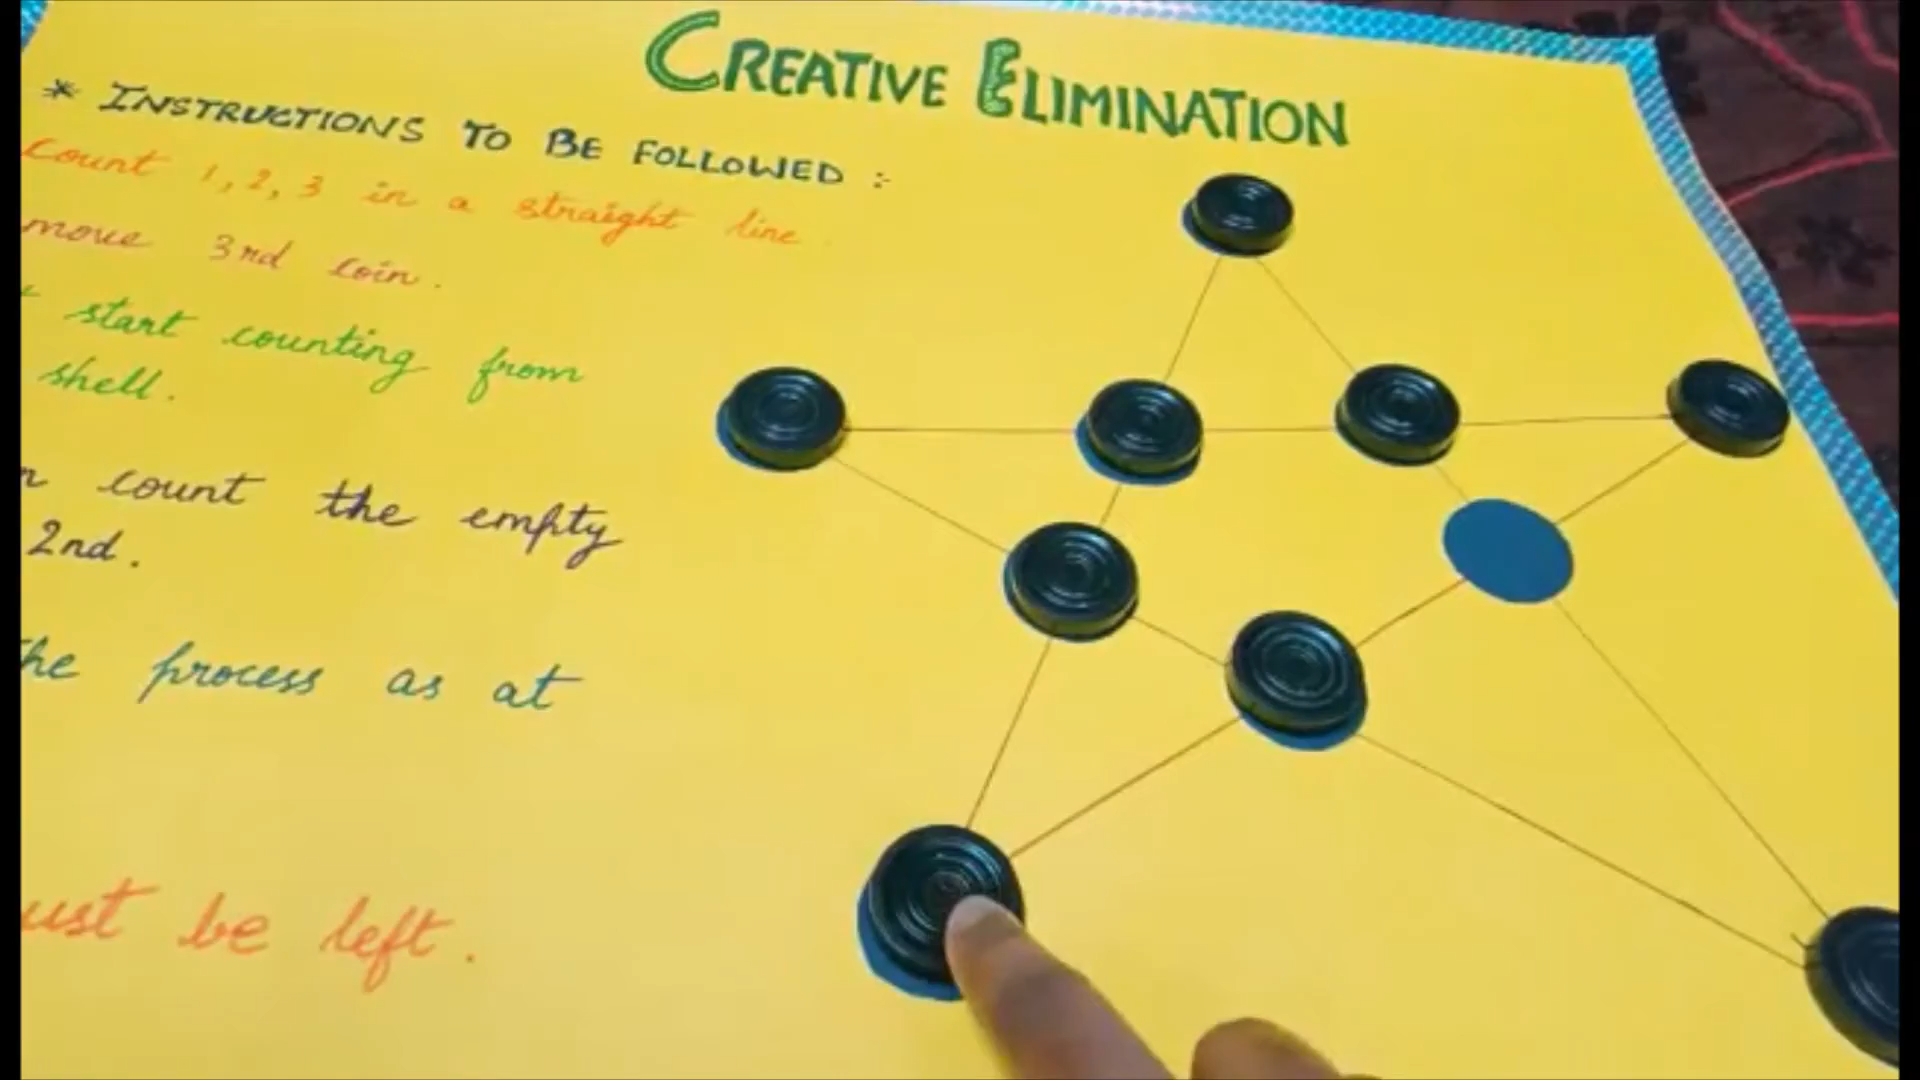 CREATIVE ELIMINATION
* INSTRUCTIONS TO BE FOLLOWED :-
Count 1, 2, 3 in a straight line.
move 3rd coin.
start counting from
shell.
count the empty
2nd.
the process as at
be left.